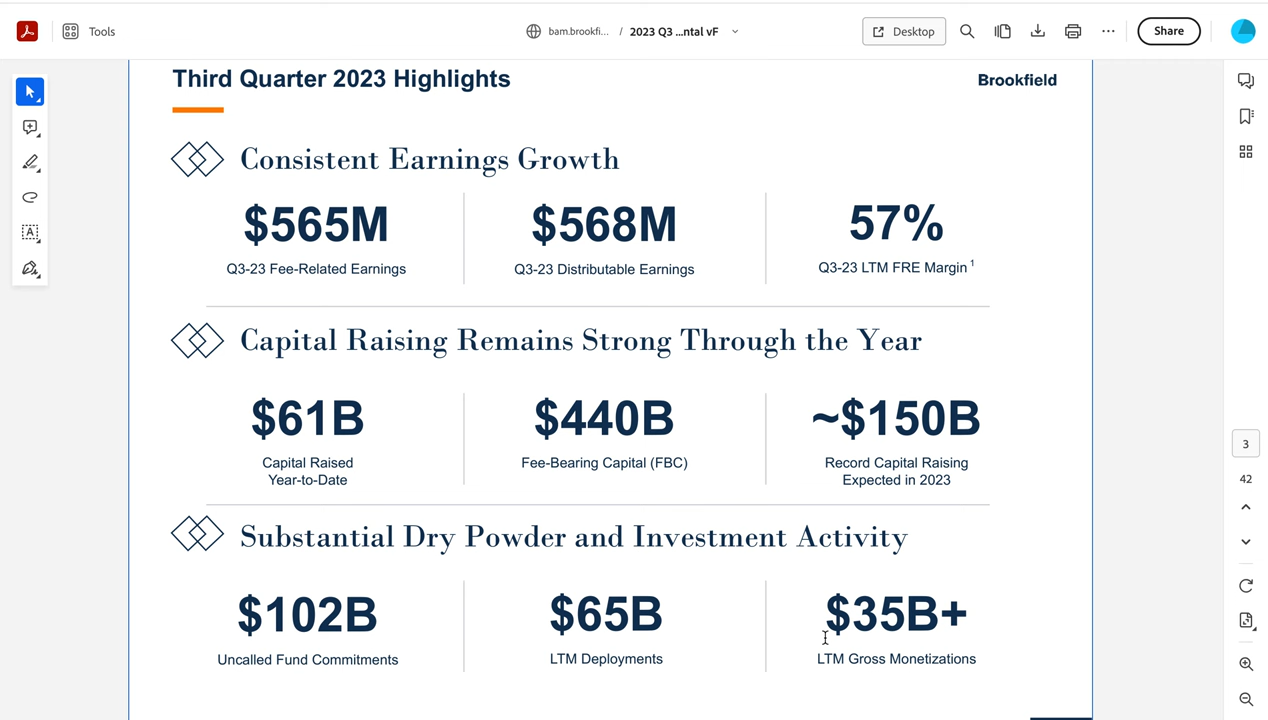 Tools
bam.brookfi... / 2023 Q3 ...ntal vF
Desktop
Share
Third Quarter 2023 Highlights
Brookfield
Consistent Earnings Growth
$565M
$568M
57%
Q3-23 Fee-Related Earnings
Q3-23 Distributable Earnings
Q3-23 LTM FRE Margin 1
Capital Raising Remains Strong Through the Year
$61B
$440B
~$150B
Capital Raised
Year-to-Date
Fee-Bearing Capital (FBC)
Record Capital Raising
Expected in 2023
3
42
Substantial Dry Powder and Investment Activity
$102B
$65B
$35B+
Uncalled Fund Commitments
LTM Deployments
LTM Gross Monetizations